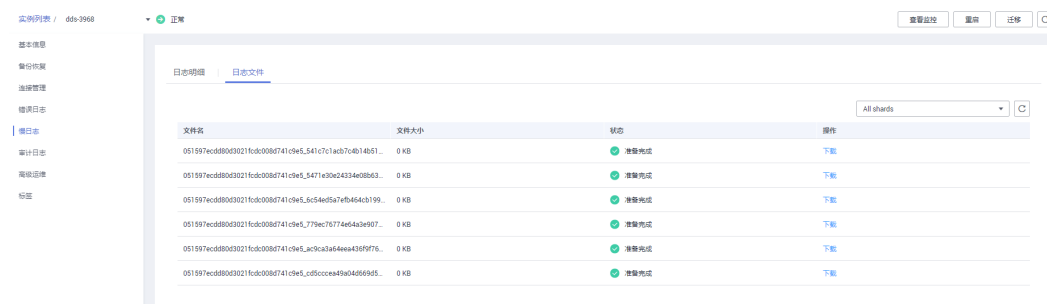 实例列表 / dds-3968 正常 查看监控 重启 迁移
基本信息
备份恢复
连接管理
错误日志
慢日志
审计日志
高级运维
标签
日志明细 日志文件
All shards
文件名 文件大小 状态 操作
051597ecdd80d3021fcdc008d741c9e5_541c7c1acb7c4b14b51... 0 KB 准备完成 下载
051597ecdd80d3021fcdc008d741c9e5_5471e30e24334e08b63... 0 KB 准备完成 下载
051597ecdd80d3021fcdc008d741c9e5_6c54ed5a7efb464cb199... 0 KB 准备完成 下载
051597ecdd80d3021fcdc008d741c9e5_779ec76774e64a3e907... 0 KB 准备完成 下载
051597ecdd80d3021fcdc008d741c9e5_ac9ca3a64eea436f9f76... 0 KB 准备完成 下载
051597ecdd80d3021fcdc008d741c9e5_cd5cccea49a04d669d5... 0 KB 准备完成 下载